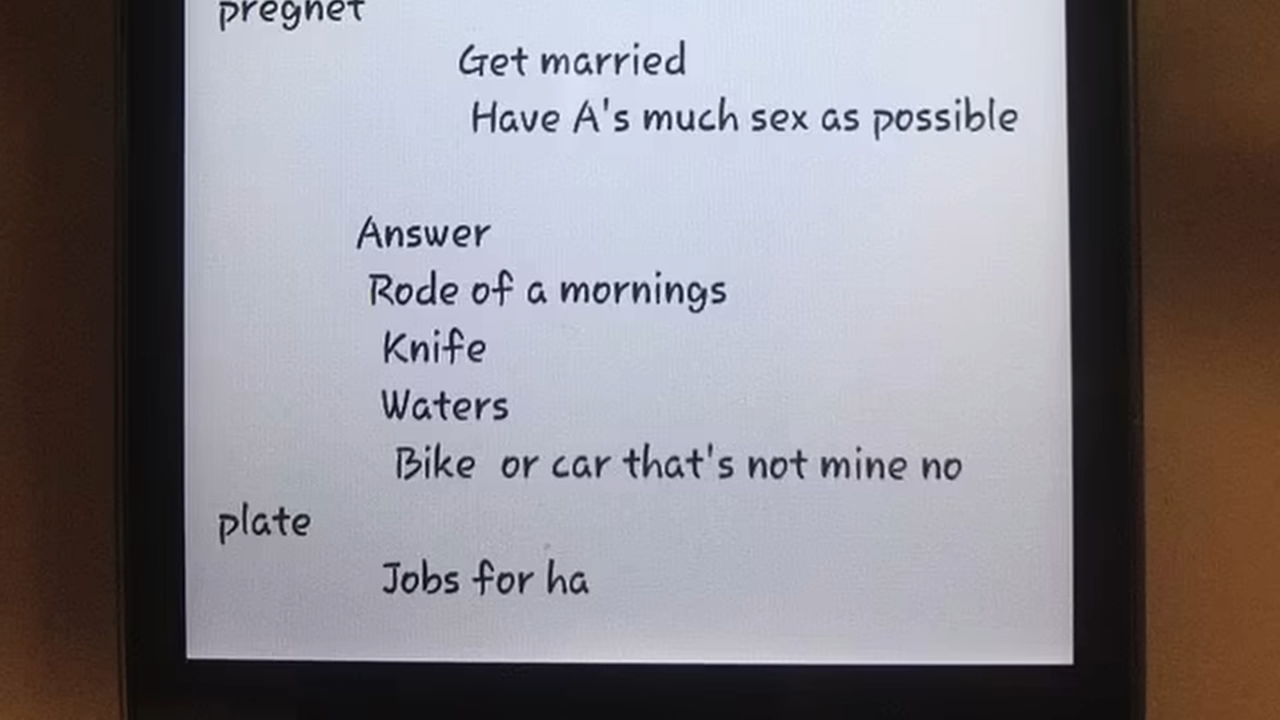 pregnet
Get married
Have A's much sex as possible
Answer
Rode of a mornings
Knife
Waters
Bike or car that's not mine no
plate
Jobs for ha